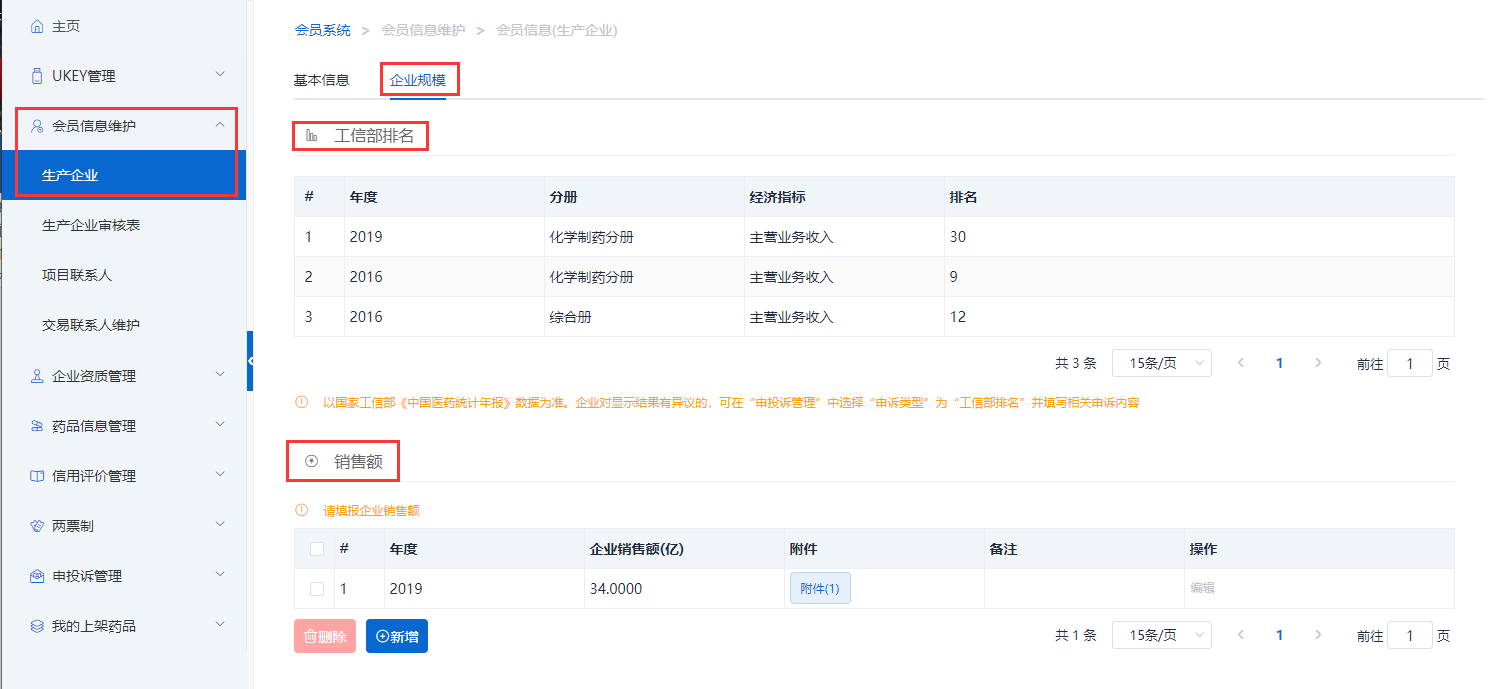 主页
UKEY管理
会员信息维护
生产企业
生产企业审核表
项目联系人
交易联系人维护
企业资质管理
药品信息管理
信用评价管理
两票制
申投诉管理
我的上架药品
会员系统 > 会员信息维护 > 会员信息(生产企业)
基本信息 企业规模
工信部排名
# 年度 分册 经济指标 排名
1 2019 化学制药分册 主营业务收入 30
2 2016 化学制药分册 主营业务收入 9
3 2016 综合册 主营业务收入 12
共 3 条 15条/页 < 1 > 前往 1 页
以国家工信部《中国医药统计年报》数据为准。企业对显示结果有异议的，可在“申投诉管理”中选择“申诉类型”为“工信部排名”并填写相关申诉内容
销售额
请填报企业销售额
# 年度 企业销售额(亿) 附件 备注 操作
1 2019 34.0000 附件(1) 编辑
删除 新增
共 1 条 15条/页 < 1 > 前往 1 页